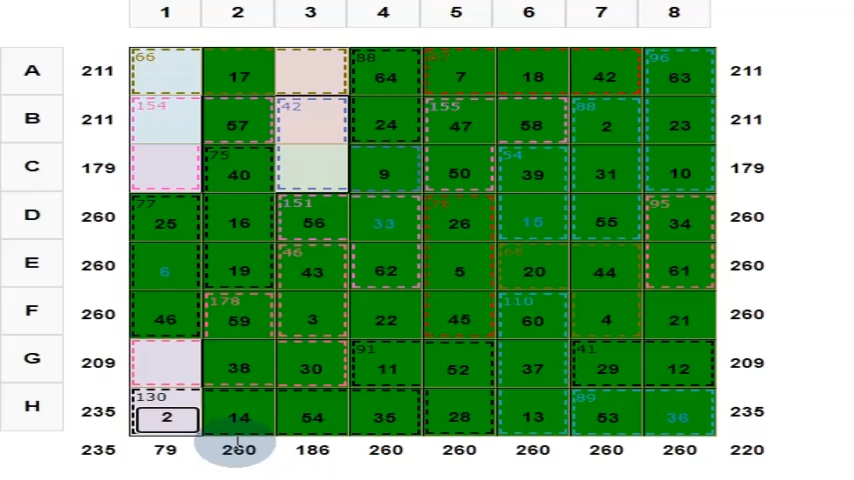 1 2 3 4 5 6 7 8
66 88 96
A 211 17 64 7 18 42 63 211
154 42 155 88
B 211 57 24 47 58 2 23 211
75 54
C 179 40 9 50 39 31 10 179
77 151 95
D 260 25 16 56 33 26 15 55 34 260
46
E 260 6 19 43 62 5 20 44 61 260
178 110
F 260 46 59 3 22 45 60 4 21 260
91 41
G 209 38 30 11 52 37 29 12 209
130 89
H 235 2 14 54 35 28 13 53 36 235
235 79 260 186 260 260 260 260 260 220